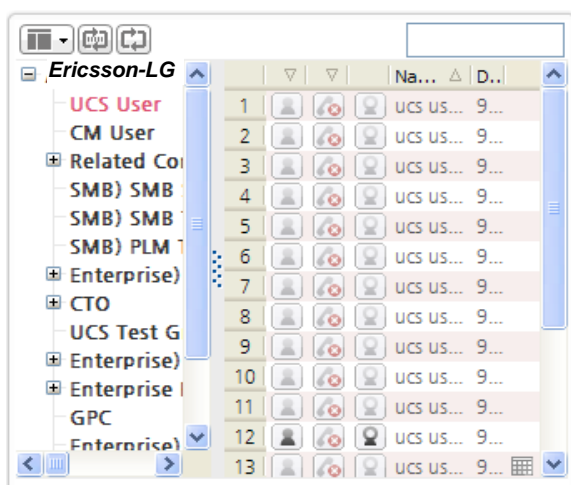 Ericsson-LG
UCS User
CM User
Related Cor
SMB) SMB
SMB) SMB
SMB) PLM T
Enterprise)
CTO
UCS Test G
Enterprise)
Enterprise
GPC
Enterprise)
Na... D..
1 ucs us... 9...
2 ucs us... 9...
3 ucs us... 9...
4 ucs us... 9...
5 ucs us... 9...
6 ucs us... 9...
7 ucs us... 9...
8 ucs us... 9...
9 ucs us... 9...
10 ucs us... 9...
11 ucs us... 9...
12 ucs us... 9...
13 ucs us... 9...